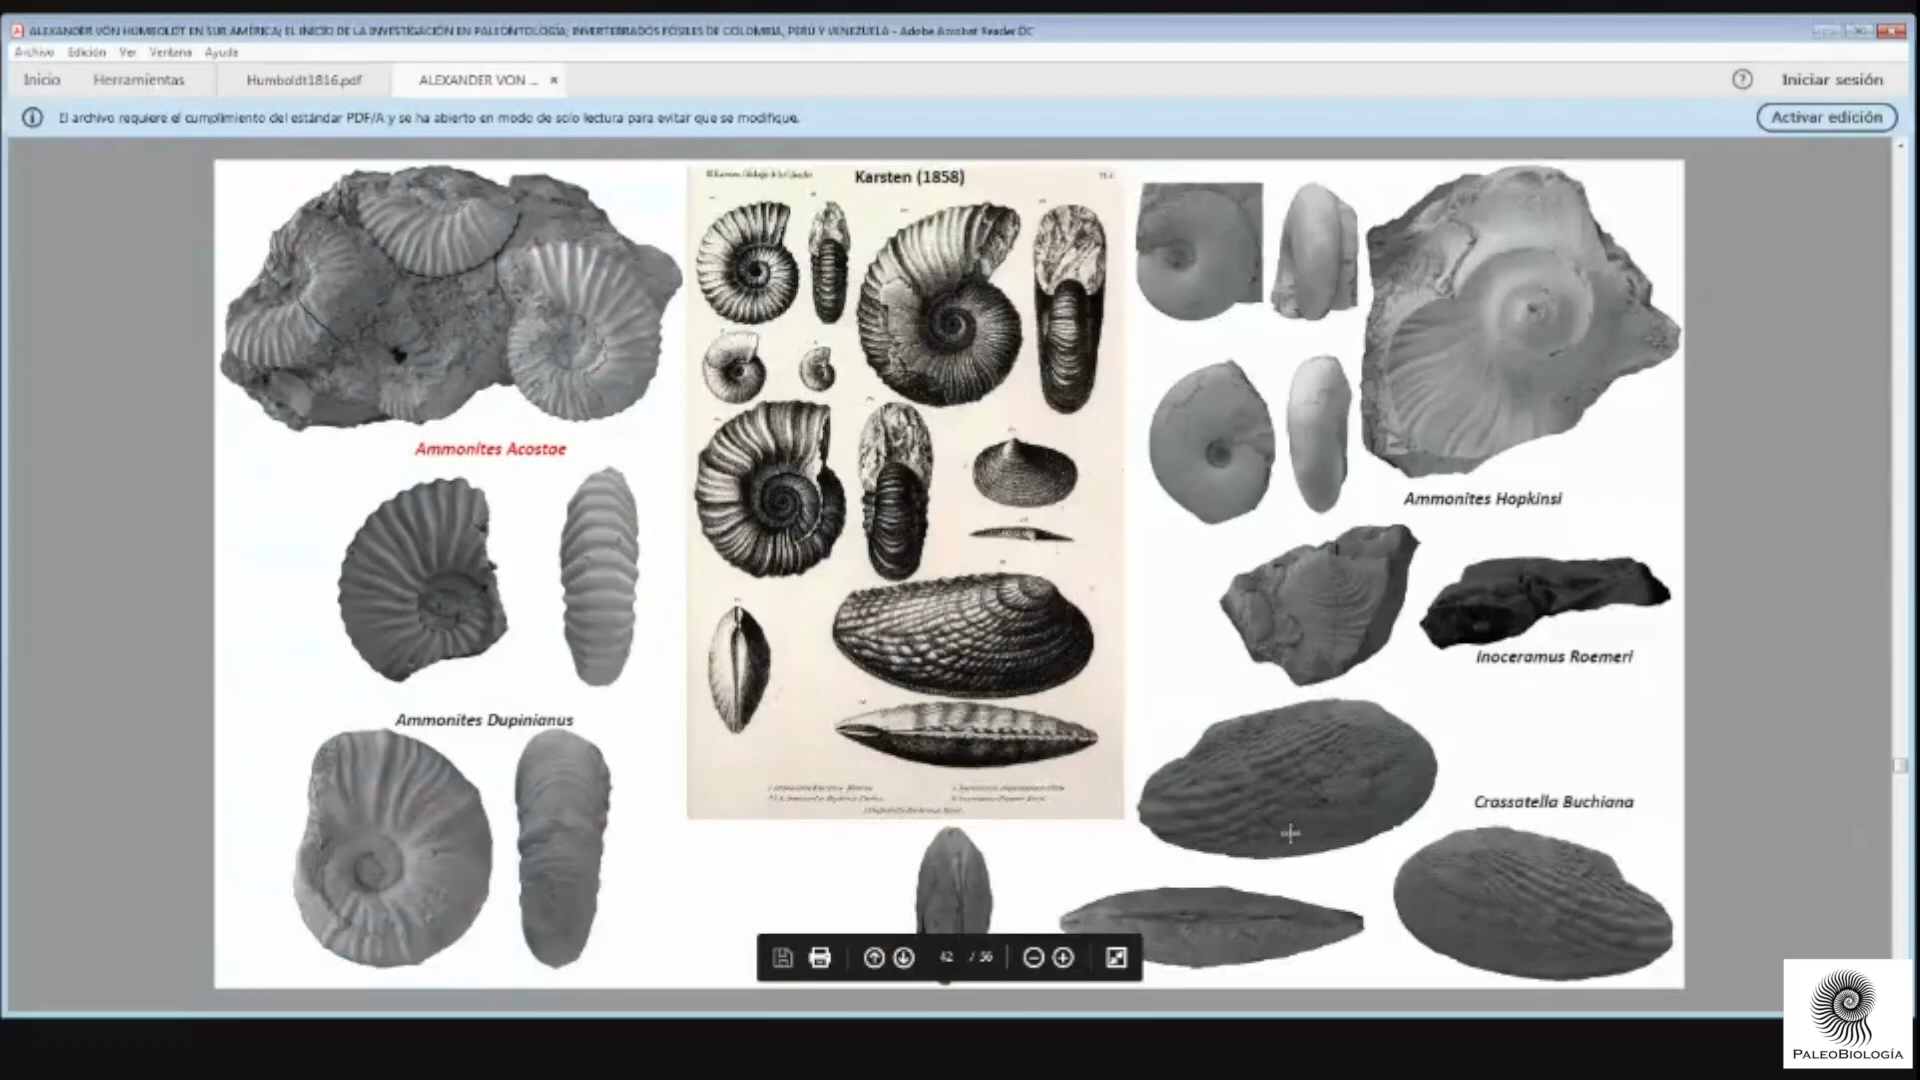 ALEXANDER VON HUMBOLDT EN SUR AMÉRICA; EL INICIO DE LA INVESTIGACIÓN EN PALEONTOLOGÍA; INVERTEBRADOS FÓSILES DE COLOMBIA, PERÚ Y VENEZUELA - Adobe Acrobat Reader DC
Archivo Edición Ver Ventana Ayuda
Inicio Herramientas Humboldt1816.pdf ALEXANDER VON ... × ? Iniciar sesión
El archivo requiere el cumplimiento del estándar PDF/A y se ha abierto en modo de solo lectura para evitar que se modifique. Activar edición
Karsten (1858)
Ammonites Acostae
Ammonites Hopkinsi
Inoceramus Roemeri
Ammonites Dupinianus
Crassatella Buchiana
42 / 56
PALEOBIOLOGÍA